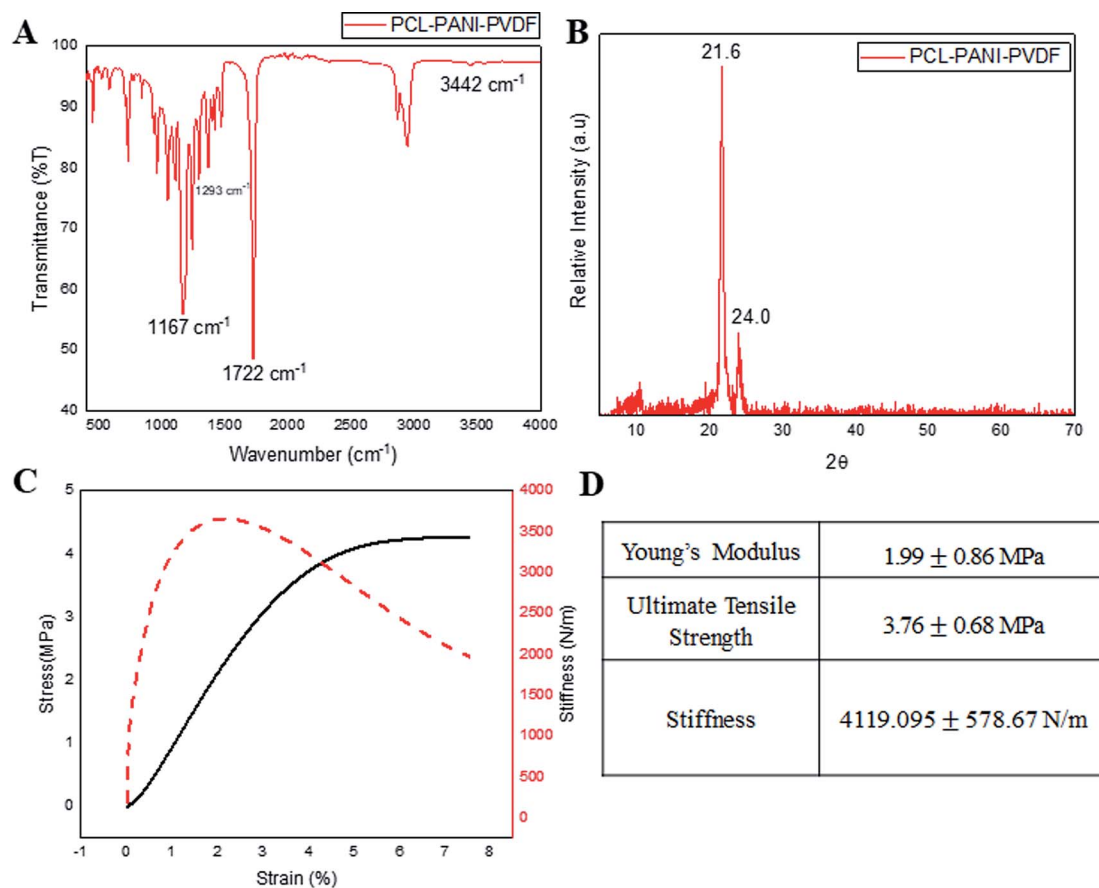 A
PCL-PANI-PVDF
100
90
80
70
60
50
40
Transmittance (%T)
3442 cm⁻¹
1293 cm⁻¹
1167 cm⁻¹
1722 cm⁻¹
500 1000 1500 2000 2500 3000 3500 4000
Wavenumber (cm⁻¹)
B
PCL-PANI-PVDF
21.6
24.0
Relative Intensity (a.u)
10 20 30 40 50 60 70
2θ
C
5
4
3
2
1
0
Stress(MPa)
4000
3500
3000
2500
2000
1500
1000
500
0
Stiffness (N/m)
-1 0 1 2 3 4 5 6 7 8
Strain (%)
D
Young's Modulus
1.99 ± 0.86 MPa
Ultimate Tensile
Strength
3.76 ± 0.68 MPa
Stiffness
4119.095 ± 578.67 N/m